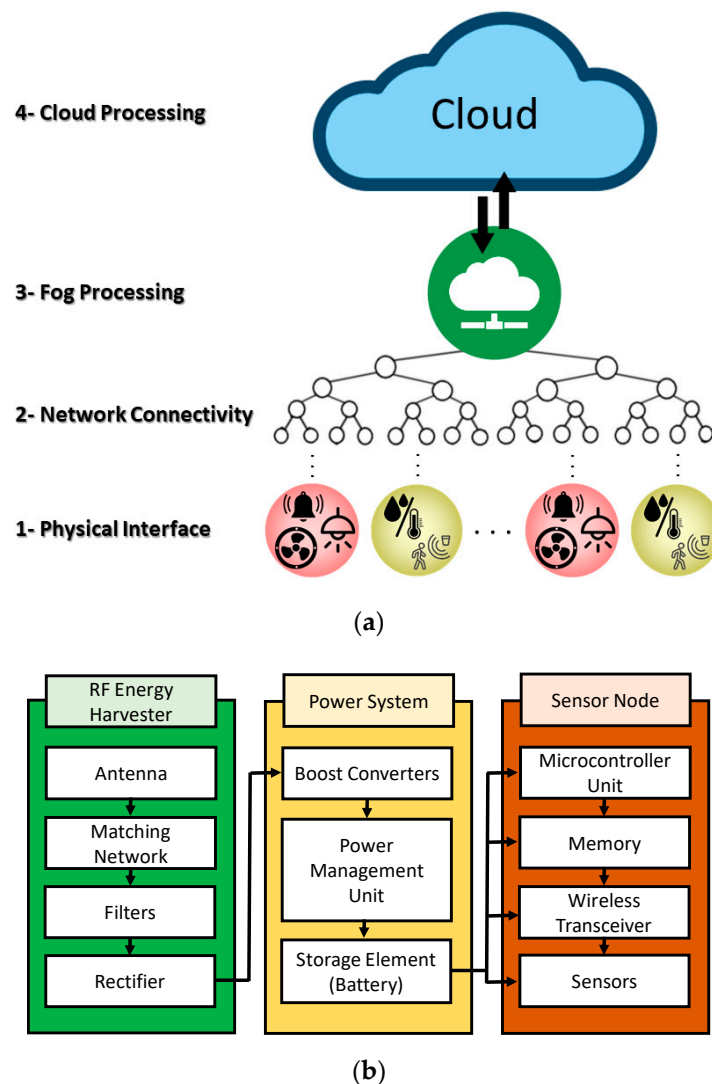 4- Cloud Processing
Cloud
3- Fog Processing
2- Network Connectivity
1- Physical Interface
(a)
RF Energy
Harvester
Antenna
Matching
Network
Filters
Rectifier
Power System
Boost Converters
Power
Management
Unit
Storage Element
(Battery)
Sensor Node
Microcontroller
Unit
Memory
Wireless
Transceiver
Sensors
(b)